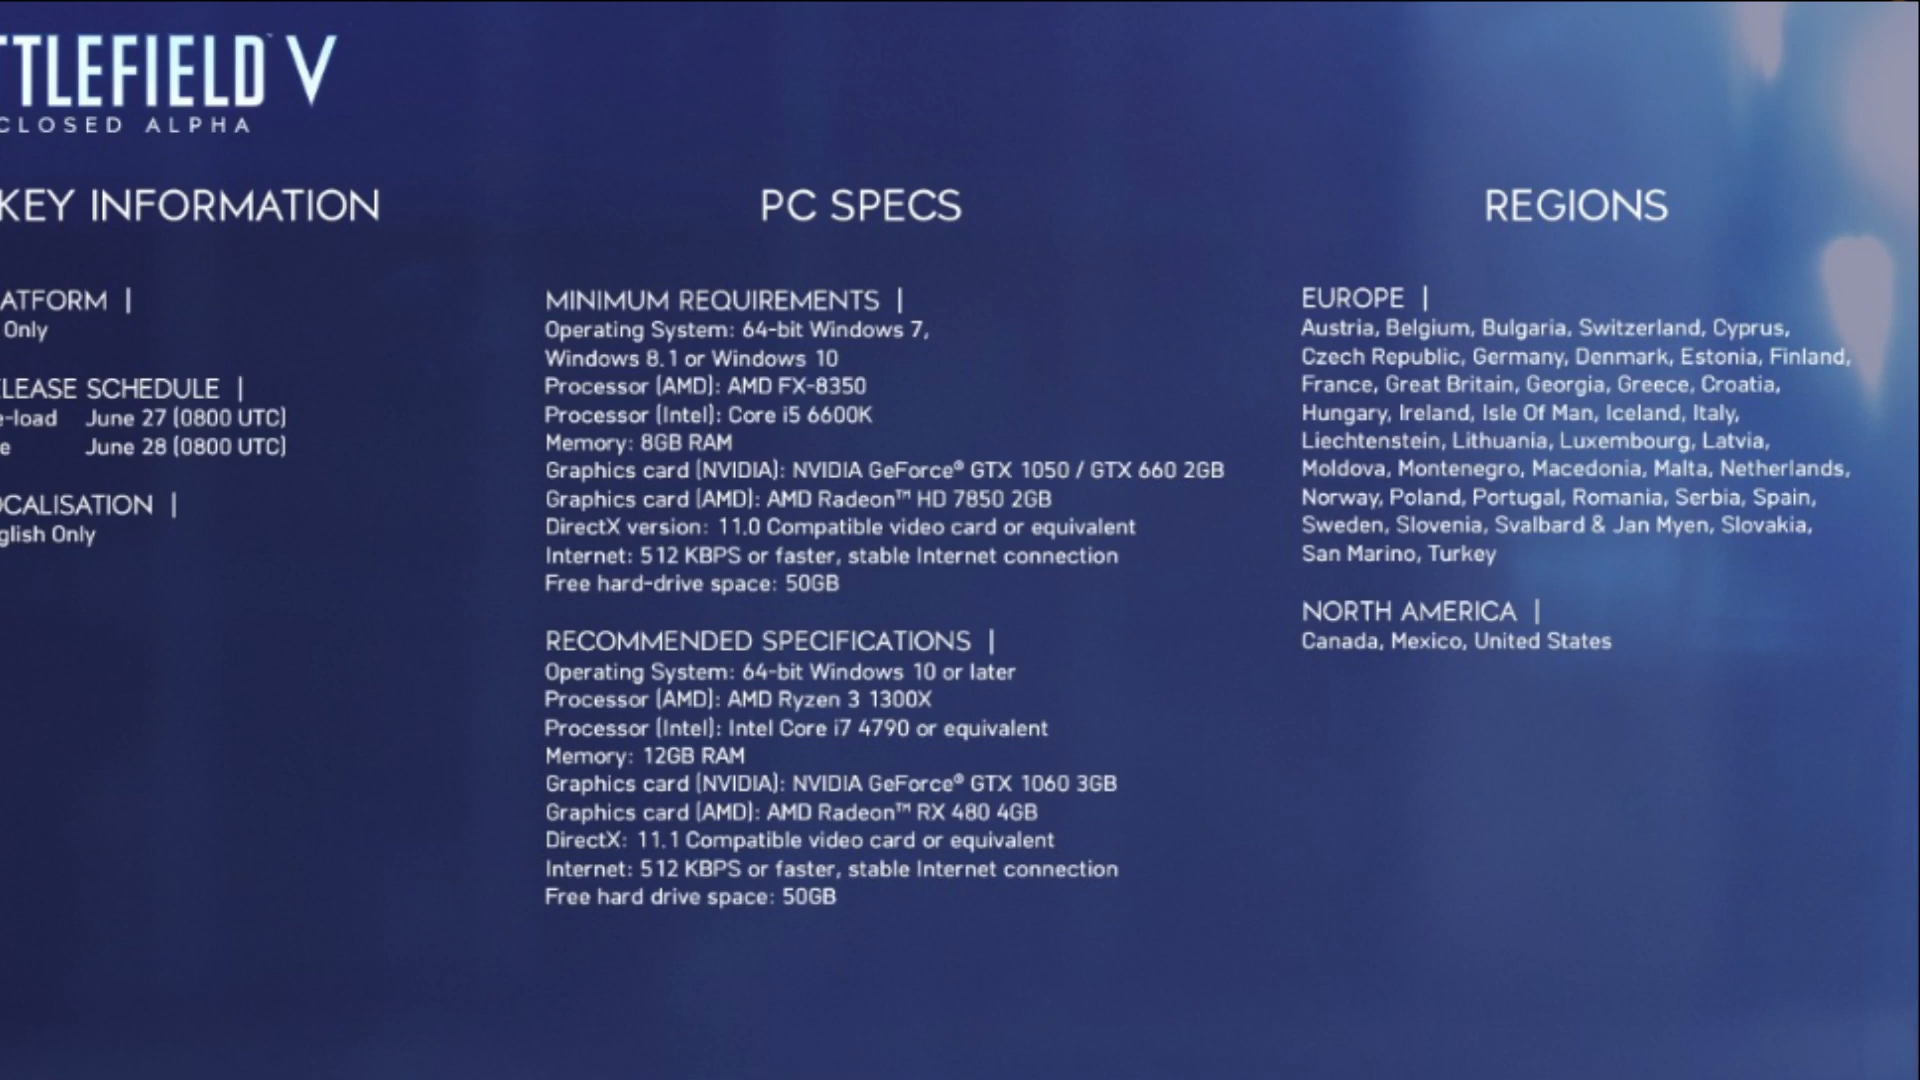 TTLEFIELD™ V
CLOSED ALPHA
KEY INFORMATION
ATFORM |
Only
ELEASE SCHEDULE |
e-load June 27 (0800 UTC)
e June 28 (0800 UTC)
OCALISATION |
glish Only
PC SPECS
MINIMUM REQUIREMENTS |
Operating System: 64-bit Windows 7,
Windows 8.1 or Windows 10
Processor (AMD): AMD FX-8350
Processor (Intel): Core i5 6600K
Memory: 8GB RAM
Graphics card (NVIDIA): NVIDIA GeForce® GTX 1050 / GTX 660 2GB
Graphics card (AMD): AMD Radeon™ HD 7850 2GB
DirectX version: 11.0 Compatible video card or equivalent
Internet: 512 KBPS or faster, stable Internet connection
Free hard-drive space: 50GB
RECOMMENDED SPECIFICATIONS |
Operating System: 64-bit Windows 10 or later
Processor (AMD): AMD Ryzen 3 1300X
Processor (Intel): Intel Core i7 4790 or equivalent
Memory: 12GB RAM
Graphics card (NVIDIA): NVIDIA GeForce® GTX 1060 3GB
Graphics card (AMD): AMD Radeon™ RX 480 4GB
DirectX: 11.1 Compatible video card or equivalent
Internet: 512 KBPS or faster, stable Internet connection
Free hard drive space: 50GB
REGIONS
EUROPE |
Austria, Belgium, Bulgaria, Switzerland, Cyprus,
Czech Republic, Germany, Denmark, Estonia, Finland,
France, Great Britain, Georgia, Greece, Croatia,
Hungary, Ireland, Isle Of Man, Iceland, Italy,
Liechtenstein, Lithuania, Luxembourg, Latvia,
Moldova, Montenegro, Macedonia, Malta, Netherlands,
Norway, Poland, Portugal, Romania, Serbia, Spain,
Sweden, Slovenia, Svalbard & Jan Myen, Slovakia,
San Marino, Turkey
NORTH AMERICA |
Canada, Mexico, United States